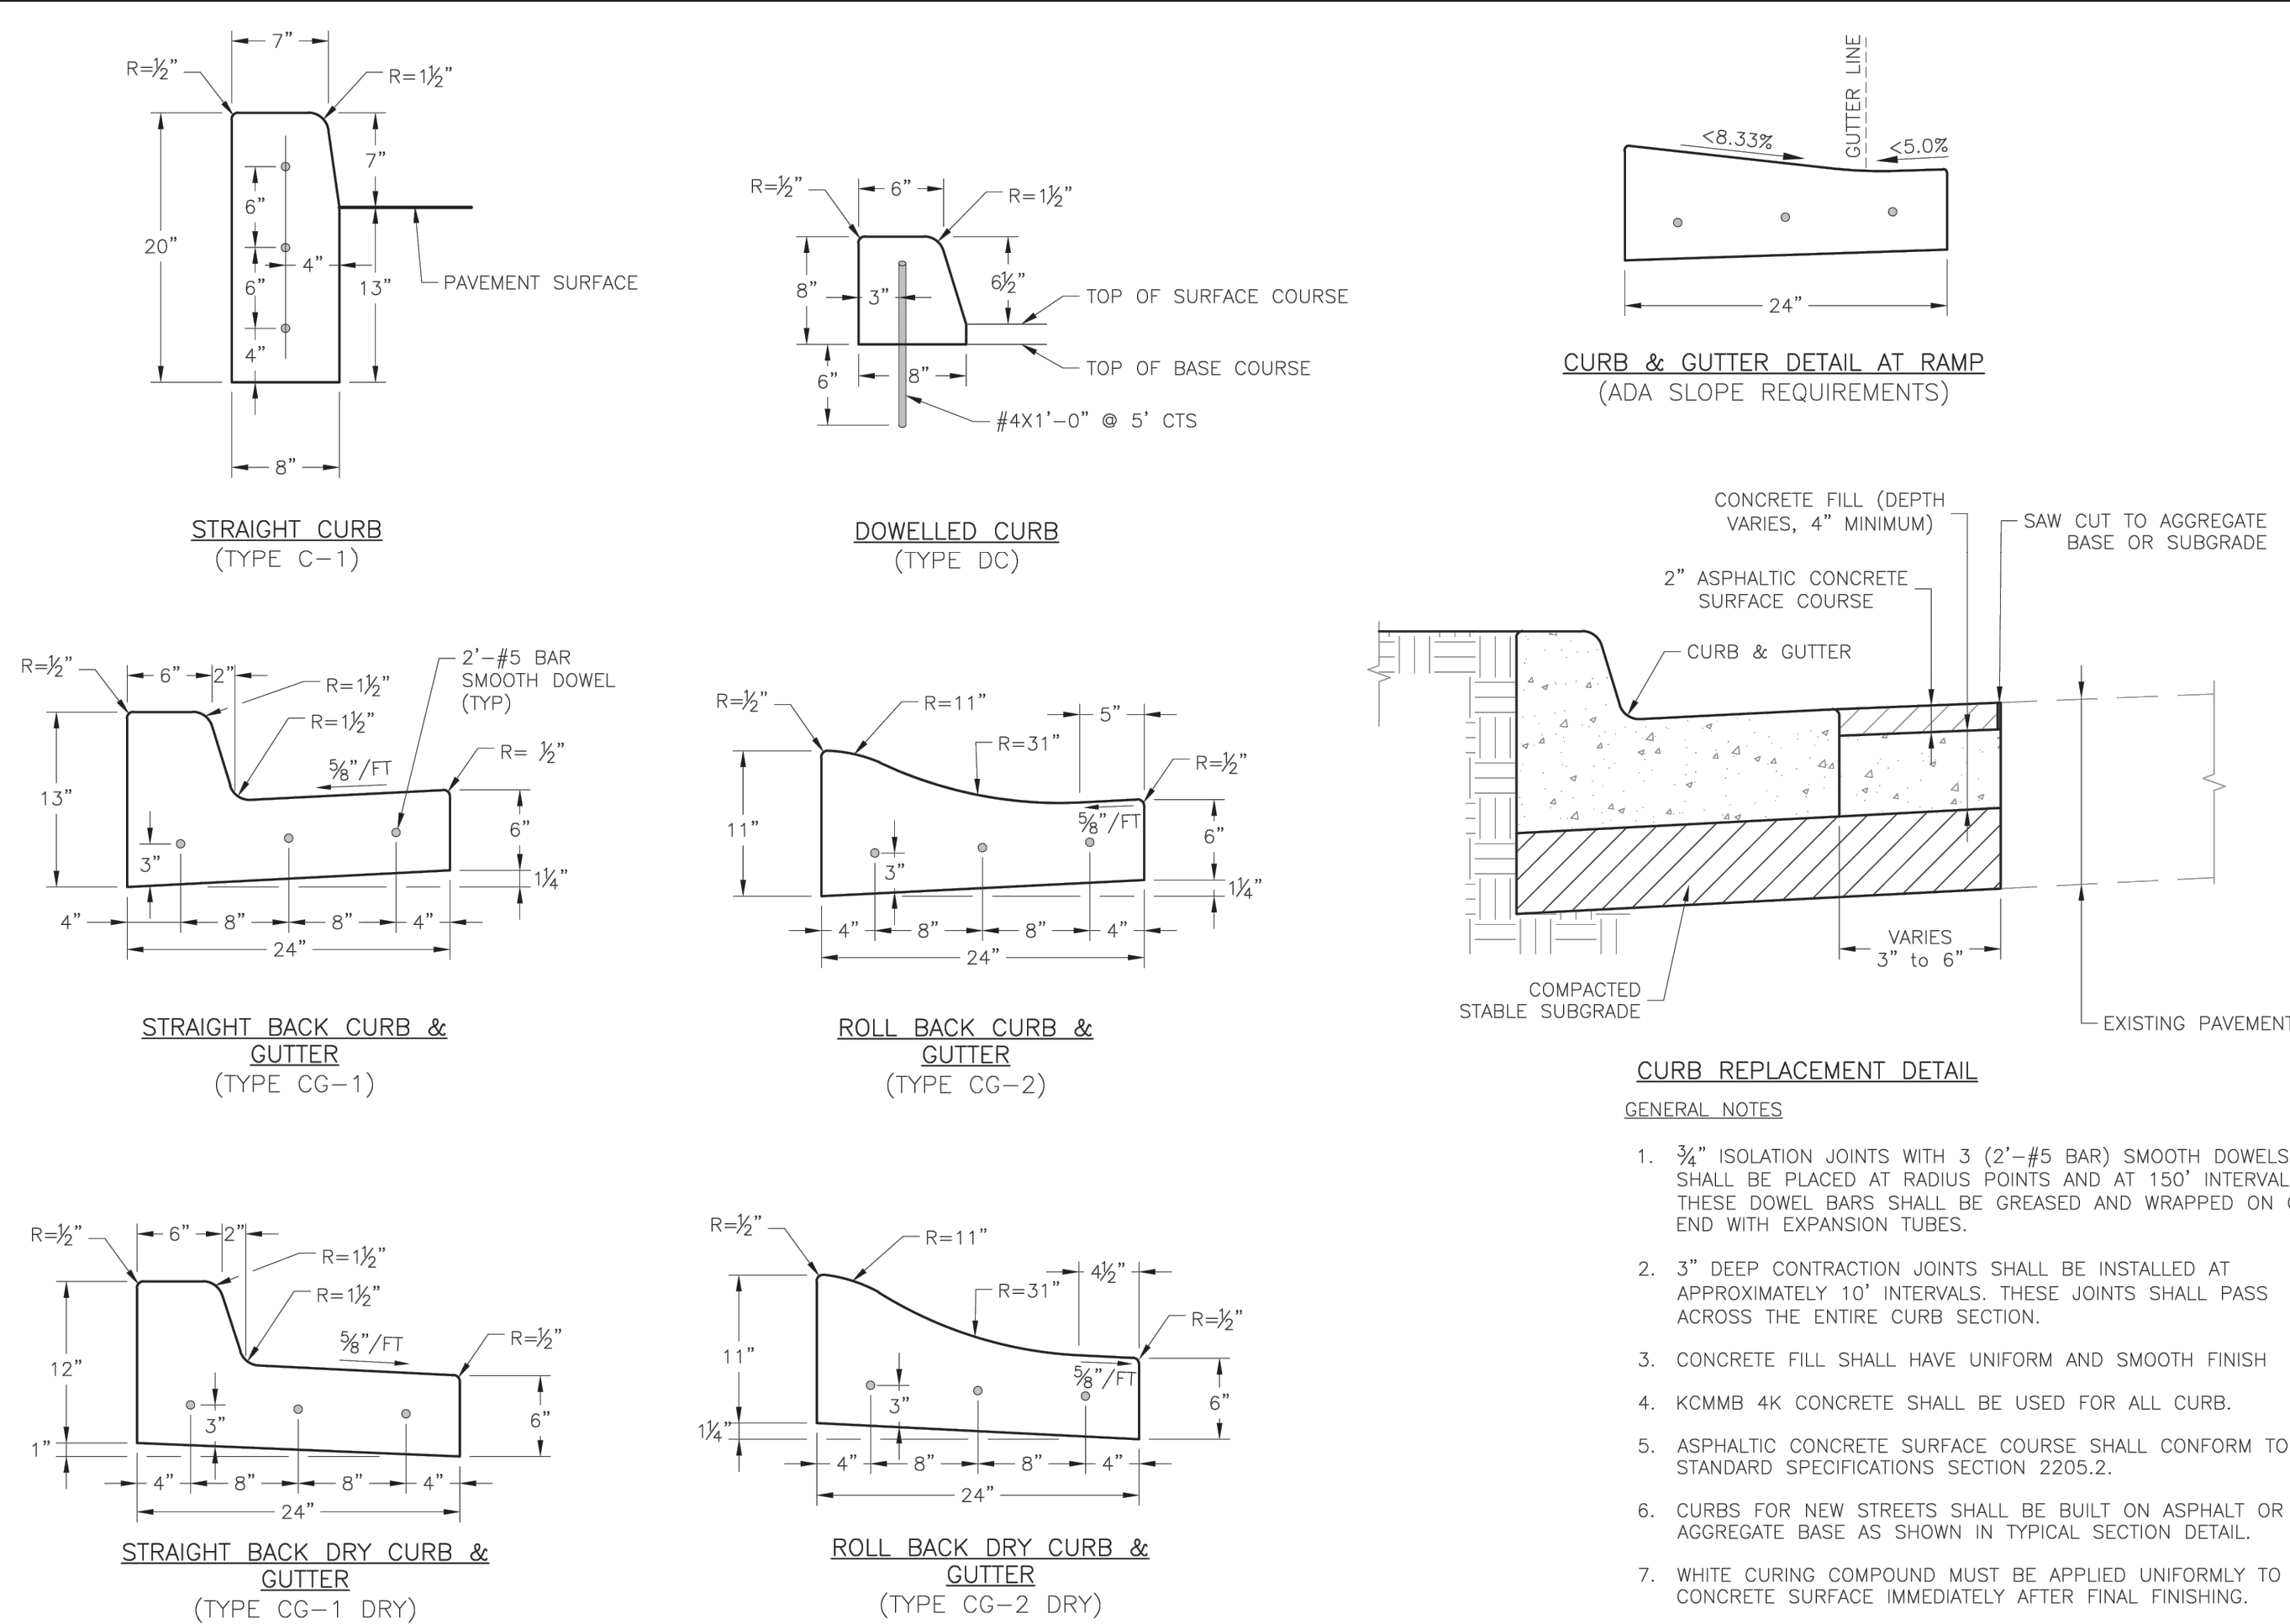 7"
R=½"
R=1½"
7"
6"
20"
4"
6"
13"
PAVEMENT SURFACE
4"
8"
STRAIGHT CURB
(TYPE C-1)
R=½"
6"
R=1½"
8"
3"
6½"
TOP OF SURFACE COURSE
6"
8"
TOP OF BASE COURSE
#4X1'-0" @ 5' CTS
DOWELLED CURB
(TYPE DC)
GUTTER LINE
<8.33%
<5.0%
24"
CURB & GUTTER DETAIL AT RAMP
(ADA SLOPE REQUIREMENTS)
R=½"
6"
2"
R=1½"
R=1½"
2'-#5 BAR
SMOOTH DOWEL
(TYP)
R= ½"
⅝"/FT
13"
3"
6"
1¼"
4"
8"
8"
4"
24"
STRAIGHT BACK CURB &
GUTTER
(TYPE CG-1)
R=½"
R=11"
5"
R=31"
R=½"
⅝"/FT
11"
3"
6"
1¼"
4"
8"
8"
4"
24"
ROLL BACK CURB &
GUTTER
(TYPE CG-2)
CONCRETE FILL (DEPTH
VARIES, 4" MINIMUM)
SAW CUT TO AGGREGATE
BASE OR SUBGRADE
2" ASPHALTIC CONCRETE
SURFACE COURSE
CURB & GUTTER
VARIES
3" to 6"
COMPACTED
STABLE SUBGRADE
EXISTING PAVEMENT
CURB REPLACEMENT DETAIL
R=½"
6"
2"
R=1½"
R=1½"
⅝"/FT
R=½"
12"
3"
6"
1"
4"
8"
8"
4"
24"
STRAIGHT BACK DRY CURB &
GUTTER
(TYPE CG-1 DRY)
R=½"
R=11"
4½"
R=31"
R=½"
⅝"/FT
11"
3"
6"
1¼"
4"
8"
8"
4"
24"
ROLL BACK DRY CURB &
GUTTER
(TYPE CG-2 DRY)
GENERAL NOTES
1. ¾" ISOLATION JOINTS WITH 3 (2'-#5 BAR) SMOOTH DOWELS
SHALL BE PLACED AT RADIUS POINTS AND AT 150' INTERVAL
THESE DOWEL BARS SHALL BE GREASED AND WRAPPED ON
END WITH EXPANSION TUBES.
2. 3" DEEP CONTRACTION JOINTS SHALL BE INSTALLED AT
APPROXIMATELY 10' INTERVALS. THESE JOINTS SHALL PASS
ACROSS THE ENTIRE CURB SECTION.
3. CONCRETE FILL SHALL HAVE UNIFORM AND SMOOTH FINISH
4. KCMMB 4K CONCRETE SHALL BE USED FOR ALL CURB.
5. ASPHALTIC CONCRETE SURFACE COURSE SHALL CONFORM TO
STANDARD SPECIFICATIONS SECTION 2205.2.
6. CURBS FOR NEW STREETS SHALL BE BUILT ON ASPHALT OR
AGGREGATE BASE AS SHOWN IN TYPICAL SECTION DETAIL.
7. WHITE CURING COMPOUND MUST BE APPLIED UNIFORMLY TO
CONCRETE SURFACE IMMEDIATELY AFTER FINAL FINISHING.